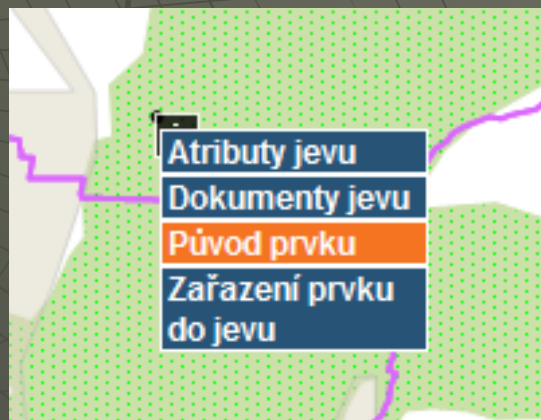 Atributy jevu
Dokumenty jevu
Původ prvku
Zařazení prvku
do jevu